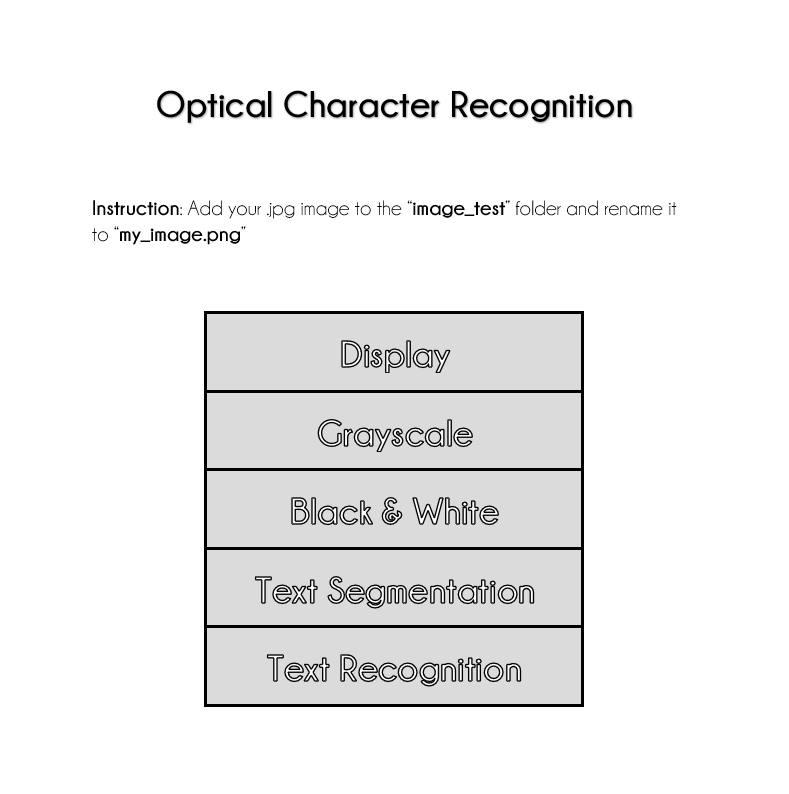 Optical Character Recognition
Instruction: Add your .jpg image to the “image_test” folder and rename it
to “my_image.png”
Display
Grayscale
Black & White
Text Segmentation
Text Recognition